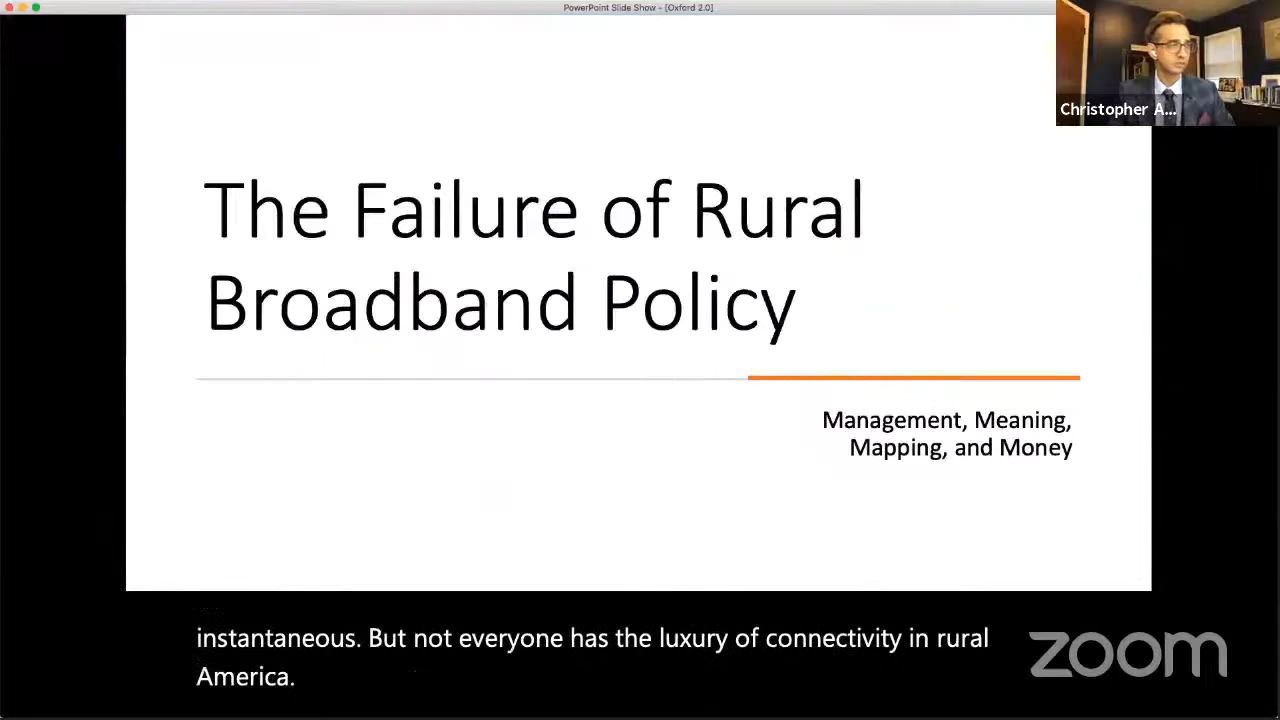 PowerPoint Slide Show - [Oxford 2.0]
Christopher A...
The Failure of Rural
Broadband Policy
Management, Meaning,
Mapping, and Money
instantaneous. But not everyone has the luxury of connectivity in rural
America.
zoom